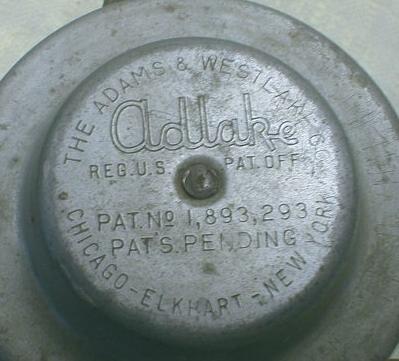 THE ADAMS & WESTLAKE CO.
Adlake
REG. U.S. PAT. OFF.
PAT. NO 1,893,293
PAT'S. PENDING
CHICAGO-ELKHART-NEW YORK